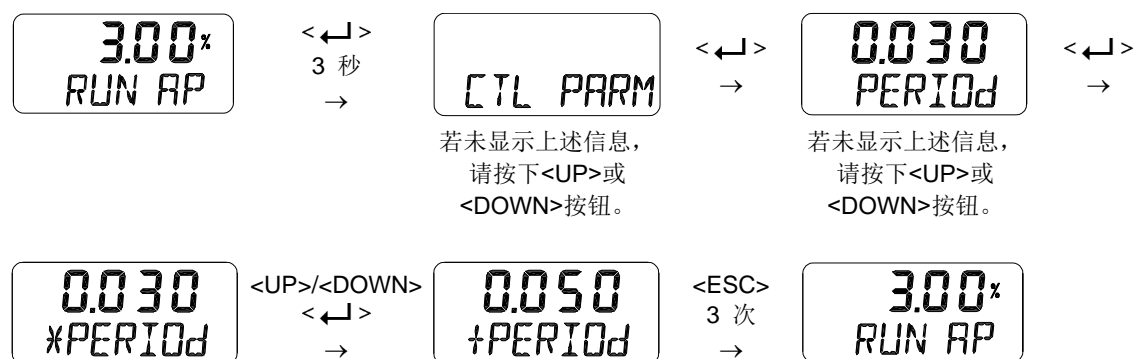 3.00%
RUN AP
< ↵ >
3 秒
→
CTL PARM
若未显示上述信息，
请按下<UP>或
<DOWN>按钮。
< ↵ >
→
0.030
PERIOd
若未显示上述信息，
请按下<UP>或
<DOWN>按钮。
< ↵ >
→
0.030
*PERIOd
<UP>/<DOWN>
< ↵ >
→
0.050
+PERIOd
<ESC>
3 次
→
3.00%
RUN AP